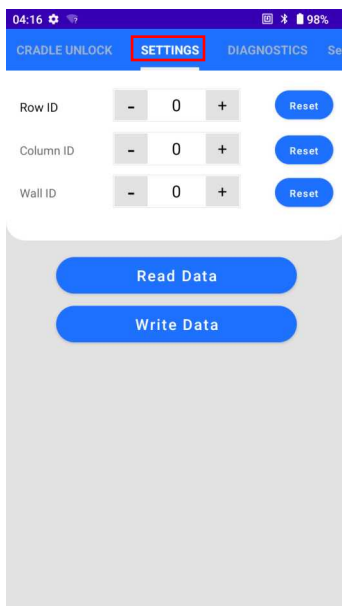 04:16 98%
CRADLE UNLOCK SETTINGS DIAGNOSTICS Se
Row ID - 0 + Reset
Column ID - 0 + Reset
Wall ID - 0 + Reset
Read Data
Write Data